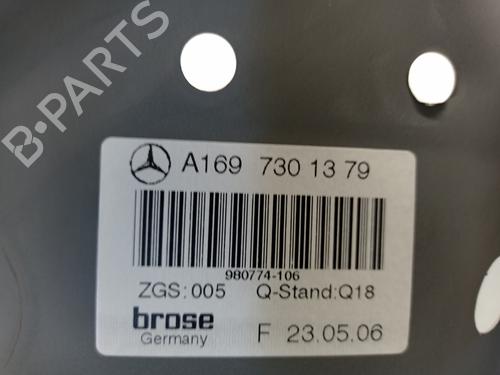 B-PARTS
A169 730 13 79
980774-106
ZGS:005 Q-Stand:Q18
brose
Germany F 23.05.06